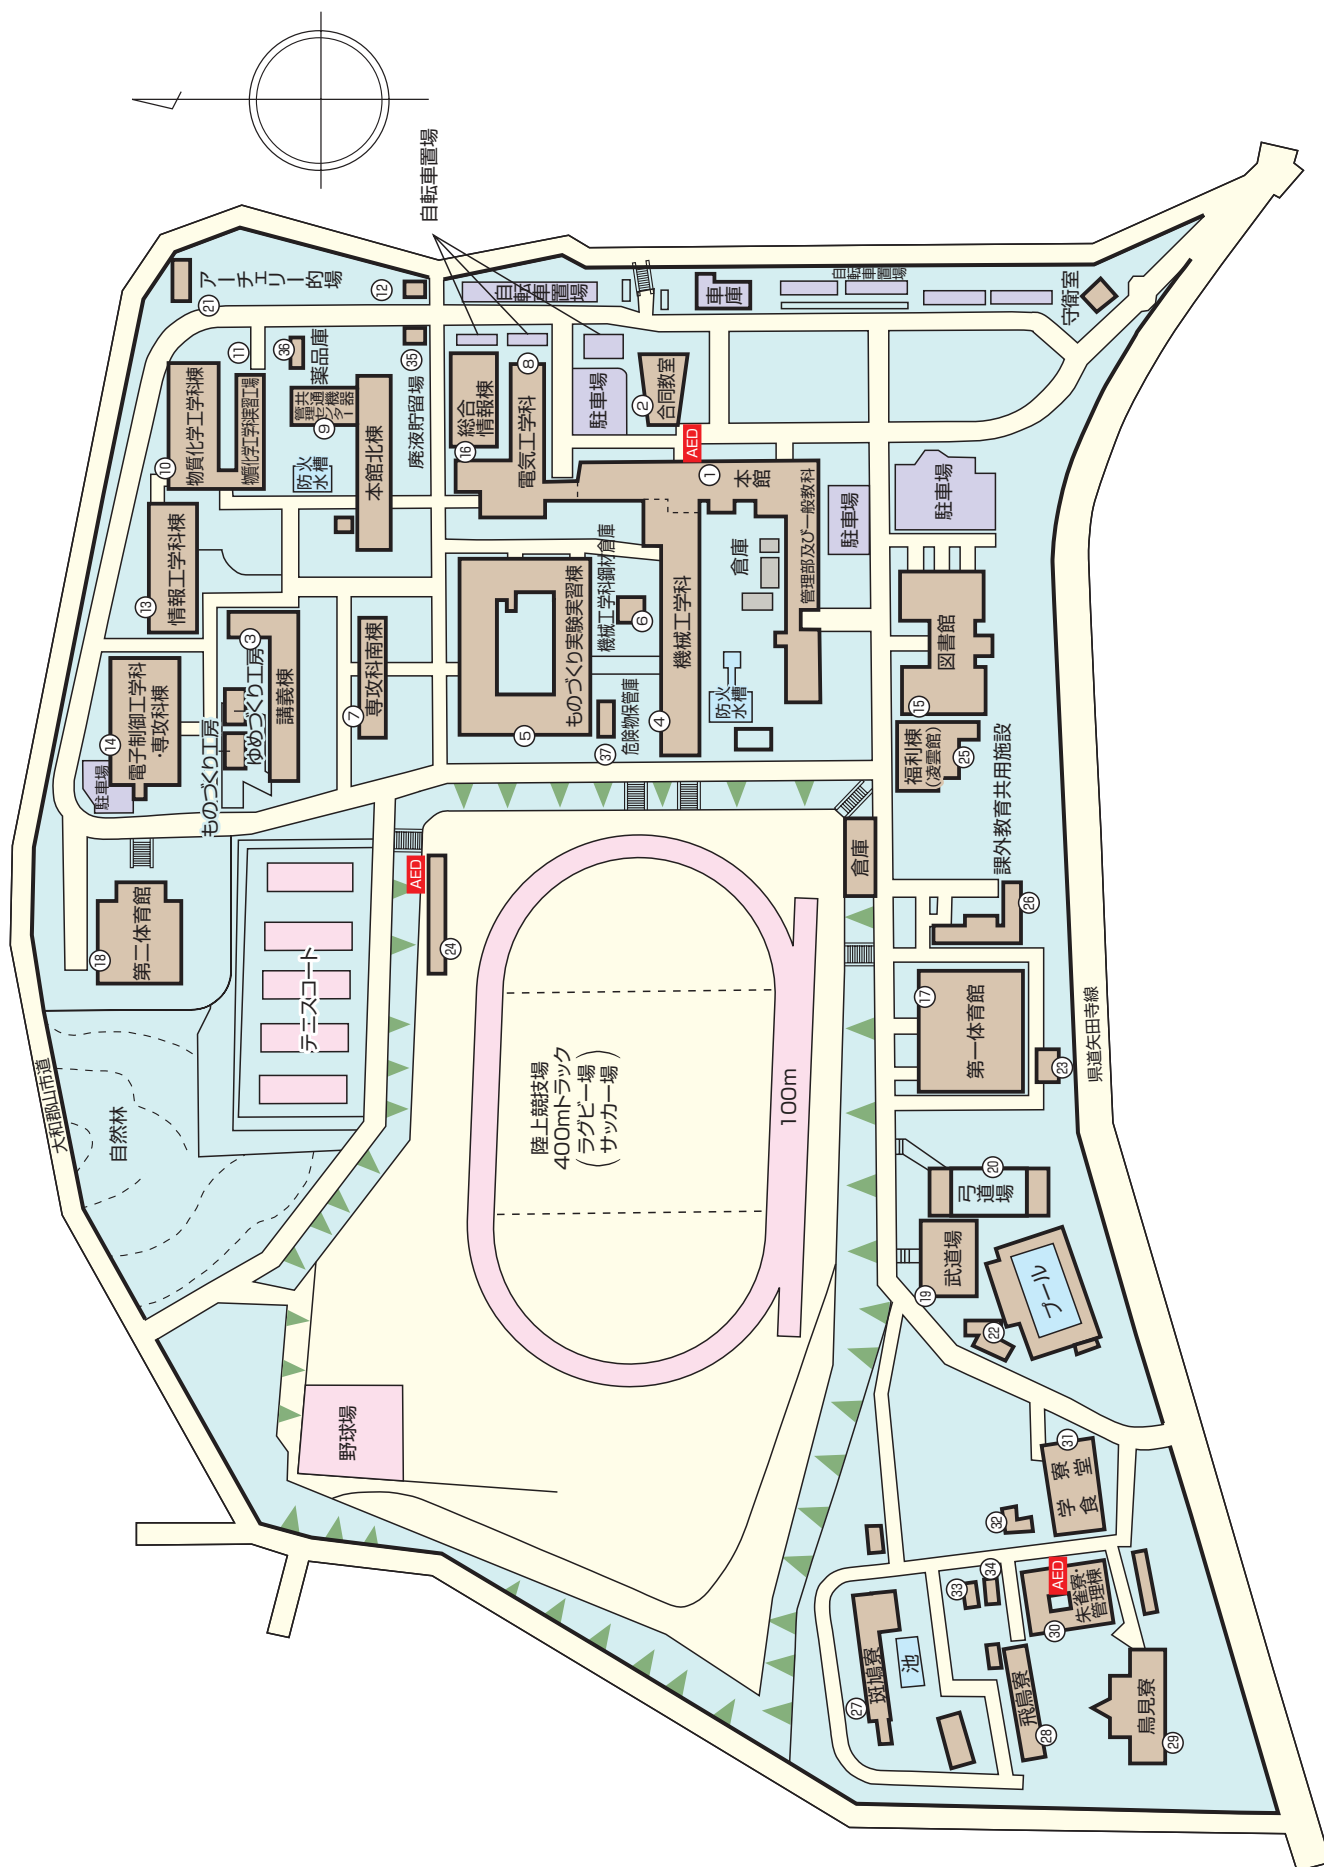 自転車置場
アーチェリー的場
㉑
⑫
自転車置場
車庫
自転車置場
守衛室
⑪
㊱
薬品庫
㉟
廃液貯留場
⑩
物質化学工学科棟
物質化学工学科実習工場
共通機器
管理センター
⑨
防火
水槽
本館北棟
総合
情報棟
⑯
⑧
電気工学科
駐車場
②
合同教室
AED
①
本
館
管理部及び一般教科
駐車場
駐車場
⑬
情報工学科棟
③
ゆめづくり工房
講義棟
ものづくり工房
⑭
電子制御工学科
・専攻科棟
駐車場
⑦
専攻科南棟
⑤
ものづくり実験実習棟
機械工学科鋼材倉庫
⑥
㊲
危険物保管庫
④
機械工学科
倉庫
防火
水槽
図書館
⑮
福利棟
(凌雲館)
㉕
課外教育共用施設
㉖
倉庫
⑱
第二体育館
テニスコート
AED
㉔
大和郡山市道
自然林
陸上競技場
400mトラック
(ラグビー場
サッカー場)
100m
⑰
第一体育館
㉓
県道矢田寺線
⑳
弓道
場
⑲
武道場
プール
㉒
野球場
㉛
学寮
食堂
㉜
㉝
㉞
AED
朱雀寮・
管理棟
㉚
㉗
斑鳩寮
池
飛鳥寮
㉘
鳥見寮
㉙